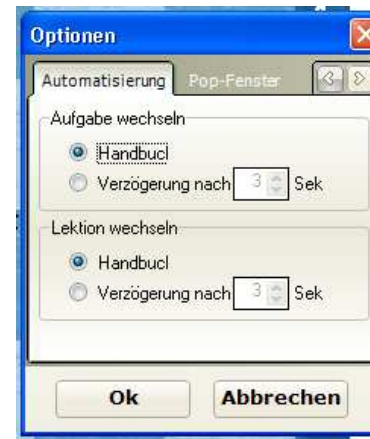 Optionen
Automatisierung Pop-Fenster
Aufgabe wechseln
Handbucl
Verzögerung nach 3 Sek
Lektion wechseln
Handbucl
Verzögerung nach 3 Sek
Ok Abbrechen